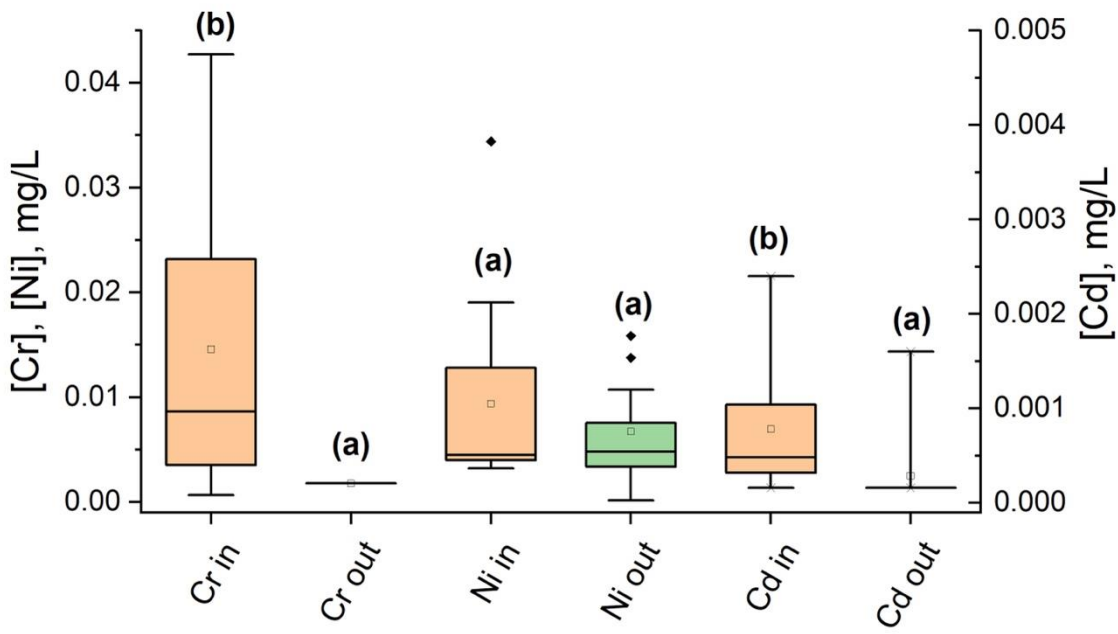 (b)
0.005
0.04
0.004
0.03
0.003
(a)
(b)
0.02
(a)
0.002
(a)
0.01
(a)
0.001
0.00
0.000
[Cr], [Ni], mg/L
[Cd], mg/L
Cr in
Cr out
Ni in
Ni out
Cd in
Cd out